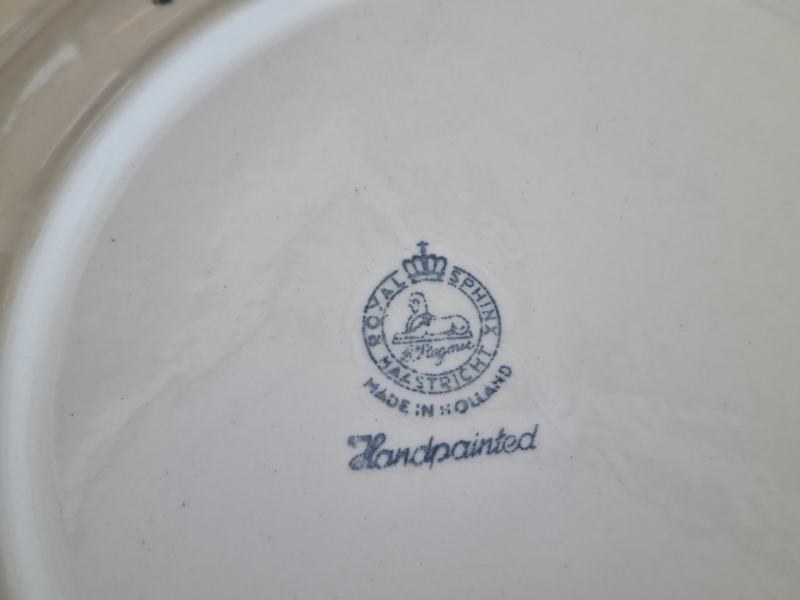 ROYAL SPHINX
P. Regout
MAASTRICHT
MADE IN HOLLAND
Handpainted